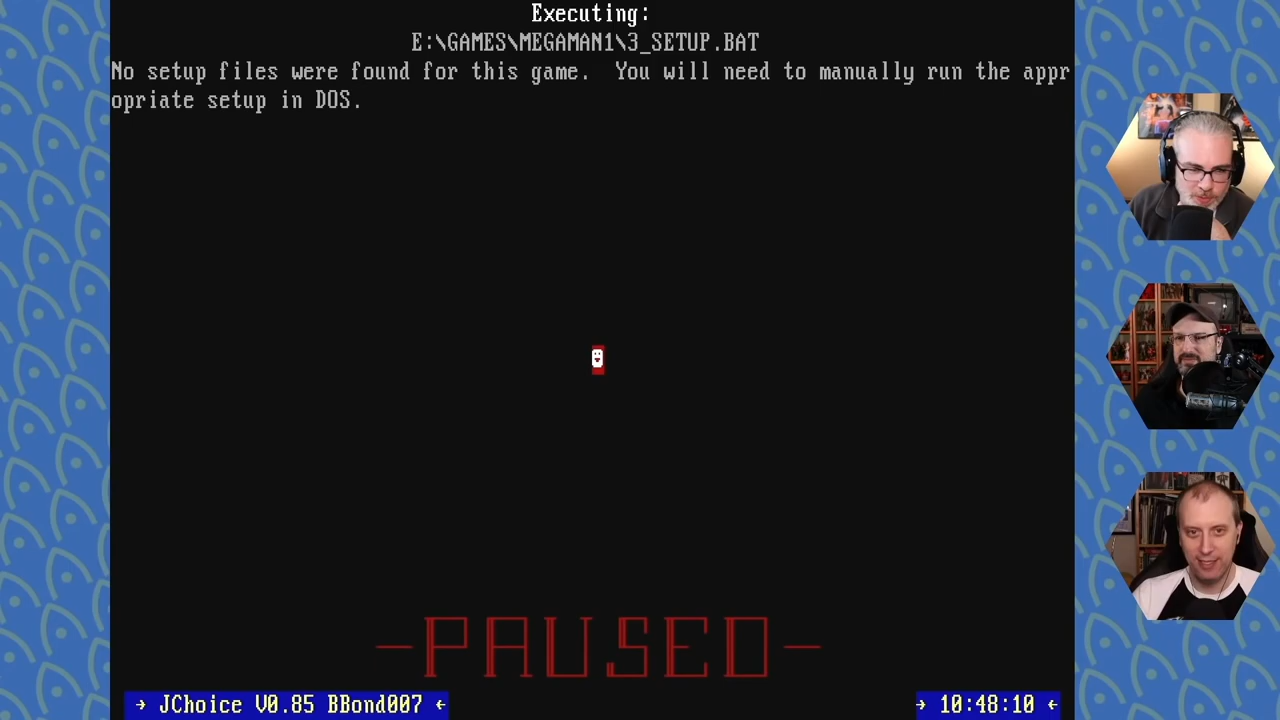 Executing:
E:\GAMES\MEGAMAN1\3_SETUP.BAT
No setup files were found for this game.  You will need to manually run the appr
opriate setup in DOS.
-PAUSED-
→ JChoice V0.85 BBond007 ←
→ 10:48:10 ←